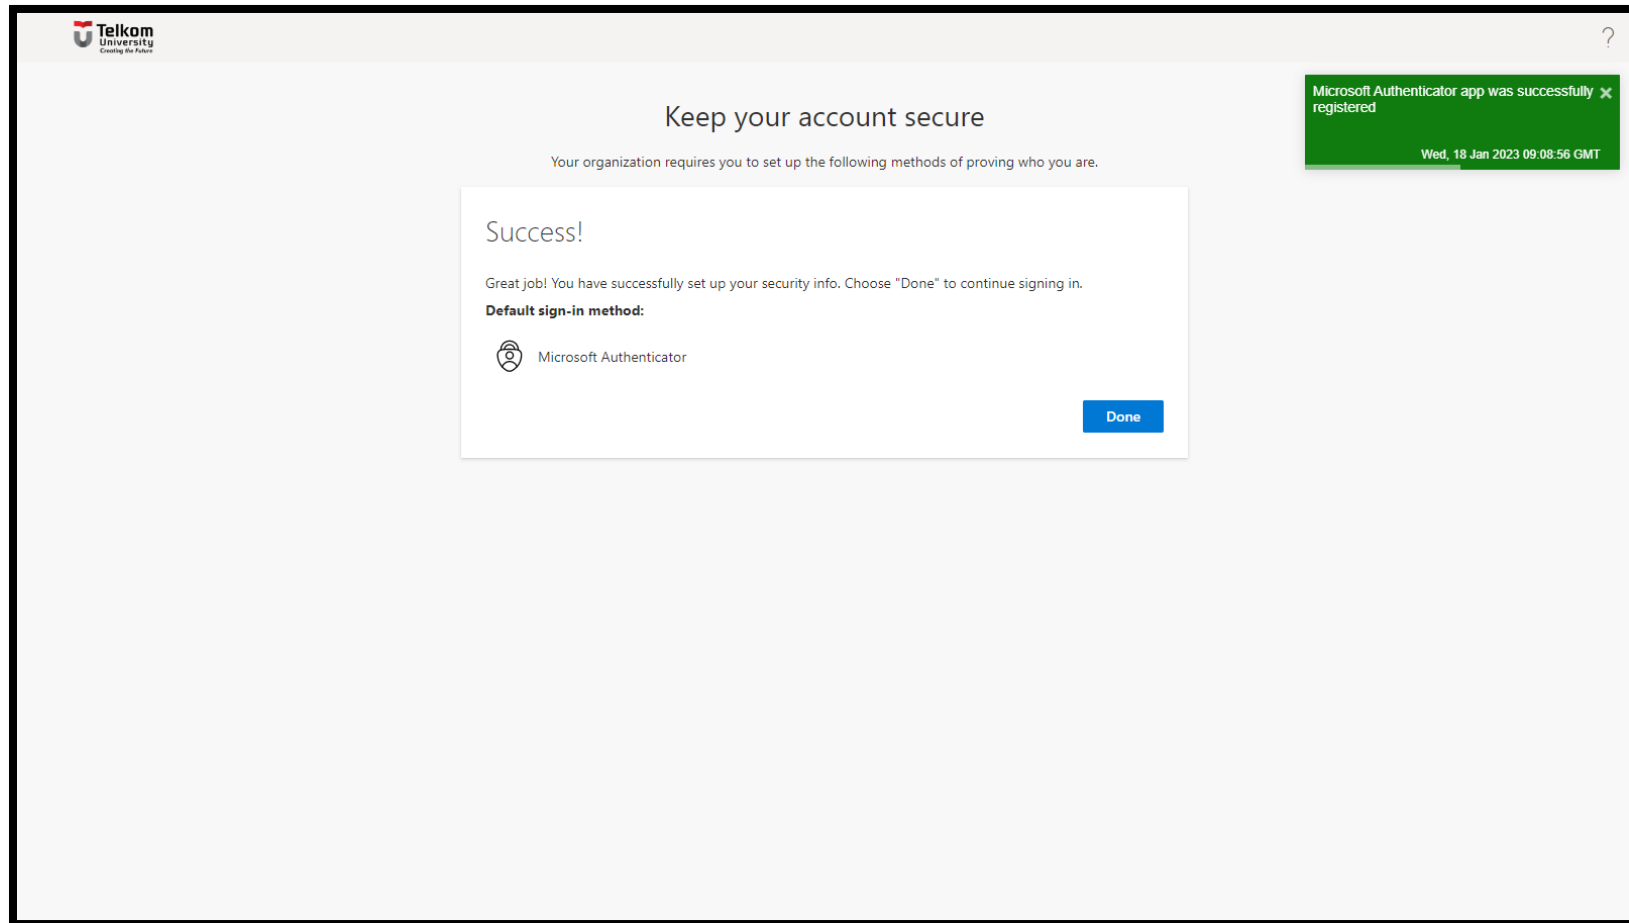 Telkom
University
Creating the Future
?
Microsoft Authenticator app was successfully
registered
Wed, 18 Jan 2023 09:08:56 GMT
Keep your account secure
Your organization requires you to set up the following methods of proving who you are.
Success!
Great job! You have successfully set up your security info. Choose "Done" to continue signing in.
Default sign-in method:
Microsoft Authenticator
Done